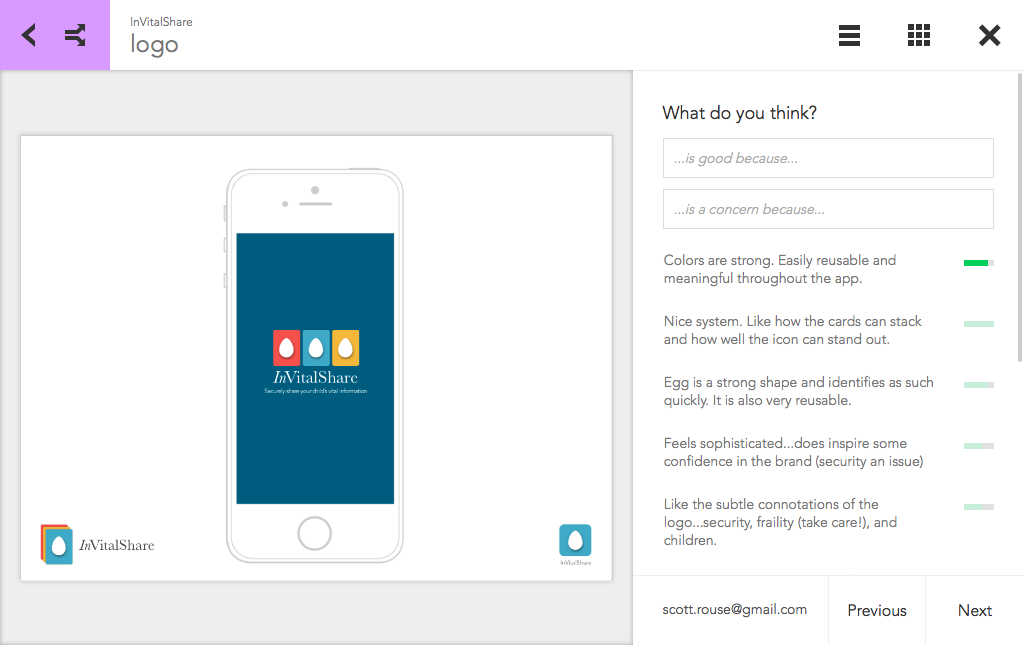 InVitalShare
logo
What do you think?
...is good because...
...is a concern because...
Colors are strong. Easily reusable and
meaningful throughout the app.
Nice system. Like how the cards can stack
and how well the icon can stand out.
Egg is a strong shape and identifies as such
quickly. It is also very reusable.
Feels sophisticated...does inspire some
confidence in the brand (security an issue)
Like the subtle connotations of the
logo...security, fraility (take care!), and
children.
InVitalShare
Securely share your child's vital information
InVitalShare
InVitalShare
scott.rouse@gmail.com
Previous
Next